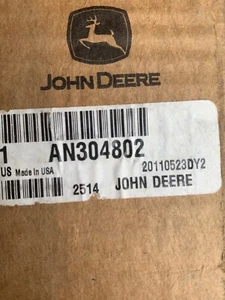 JOHN DEERE
1 AN304802
US Made In USA 20110523DY2
2514 JOHN DEERE